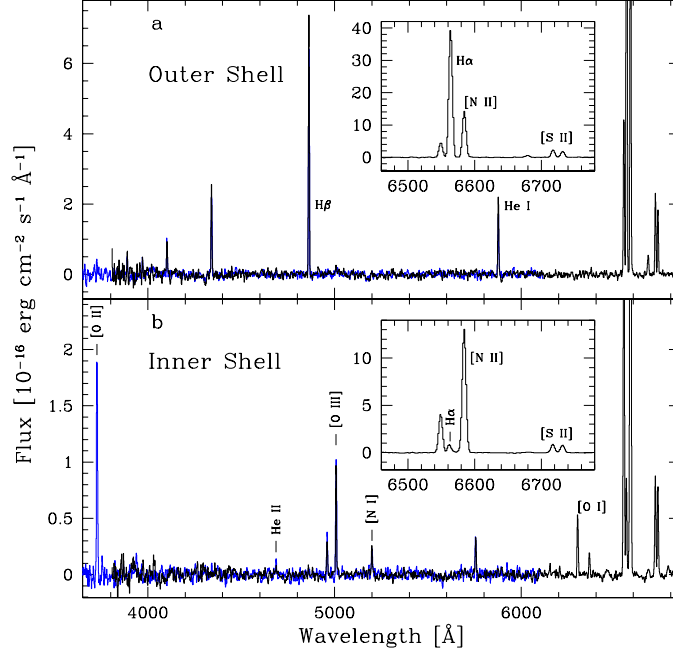 a
Outer Shell
Hβ
He I
Hα
[N II]
[S II]
40
30
20
10
0
6500
6600
6700
6
4
2
0
b
Inner Shell
[O II]
He II
[O III]
[N I]
[O I]
[N II]
Hα
[S II]
10
5
0
6500
6600
6700
2
1.5
1
0.5
0
4000
5000
6000
Wavelength [Å]
Flux [10⁻¹⁶ erg cm⁻² s⁻¹ Å⁻¹]